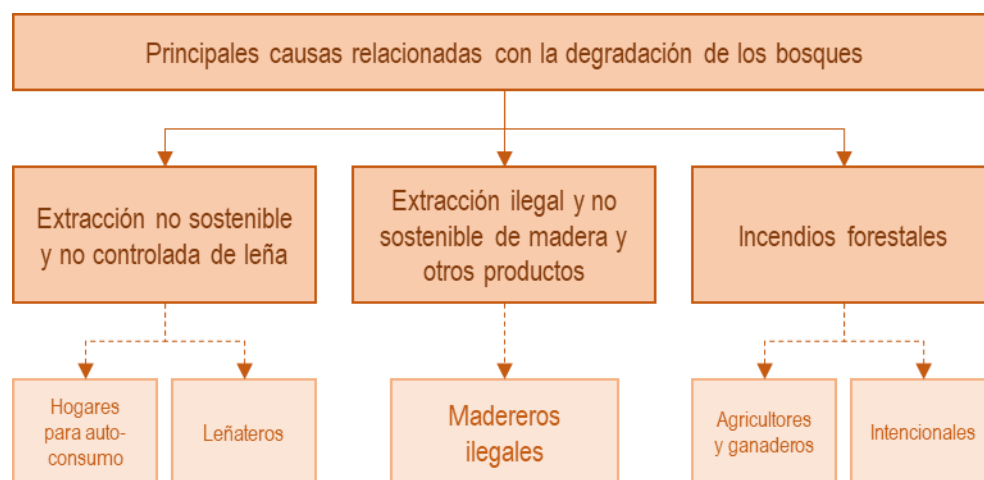 Principales causas relacionadas con la degradación de los bosques
Extracción no sostenible
y no controlada de leña
Extracción ilegal y no
sostenible de madera y
otros productos
Incendios forestales
Hogares
para auto-
consumo
Leñateros
Madereros
ilegales
Agricultores
y ganaderos
Intencionales